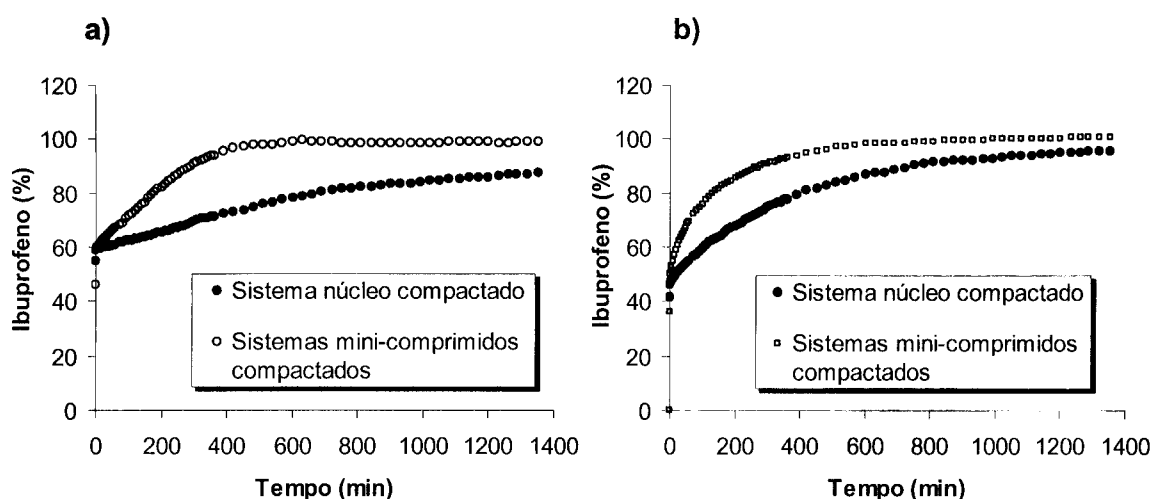 a)
120
100
80
60
40
20
0
Ibuprofeno (%)
Sistema núcleo compactado
Sistemas mini-comprimidos
compactados
0 200 400 600 800 1000 1200 1400
Tempo (min)
b)
120
100
80
60
40
20
0
Ibuprofeno (%)
Sistema núcleo compactado
Sistemas mini-comprimidos
compactados
0 200 400 600 800 1000 1200 1400
Tempo (min)